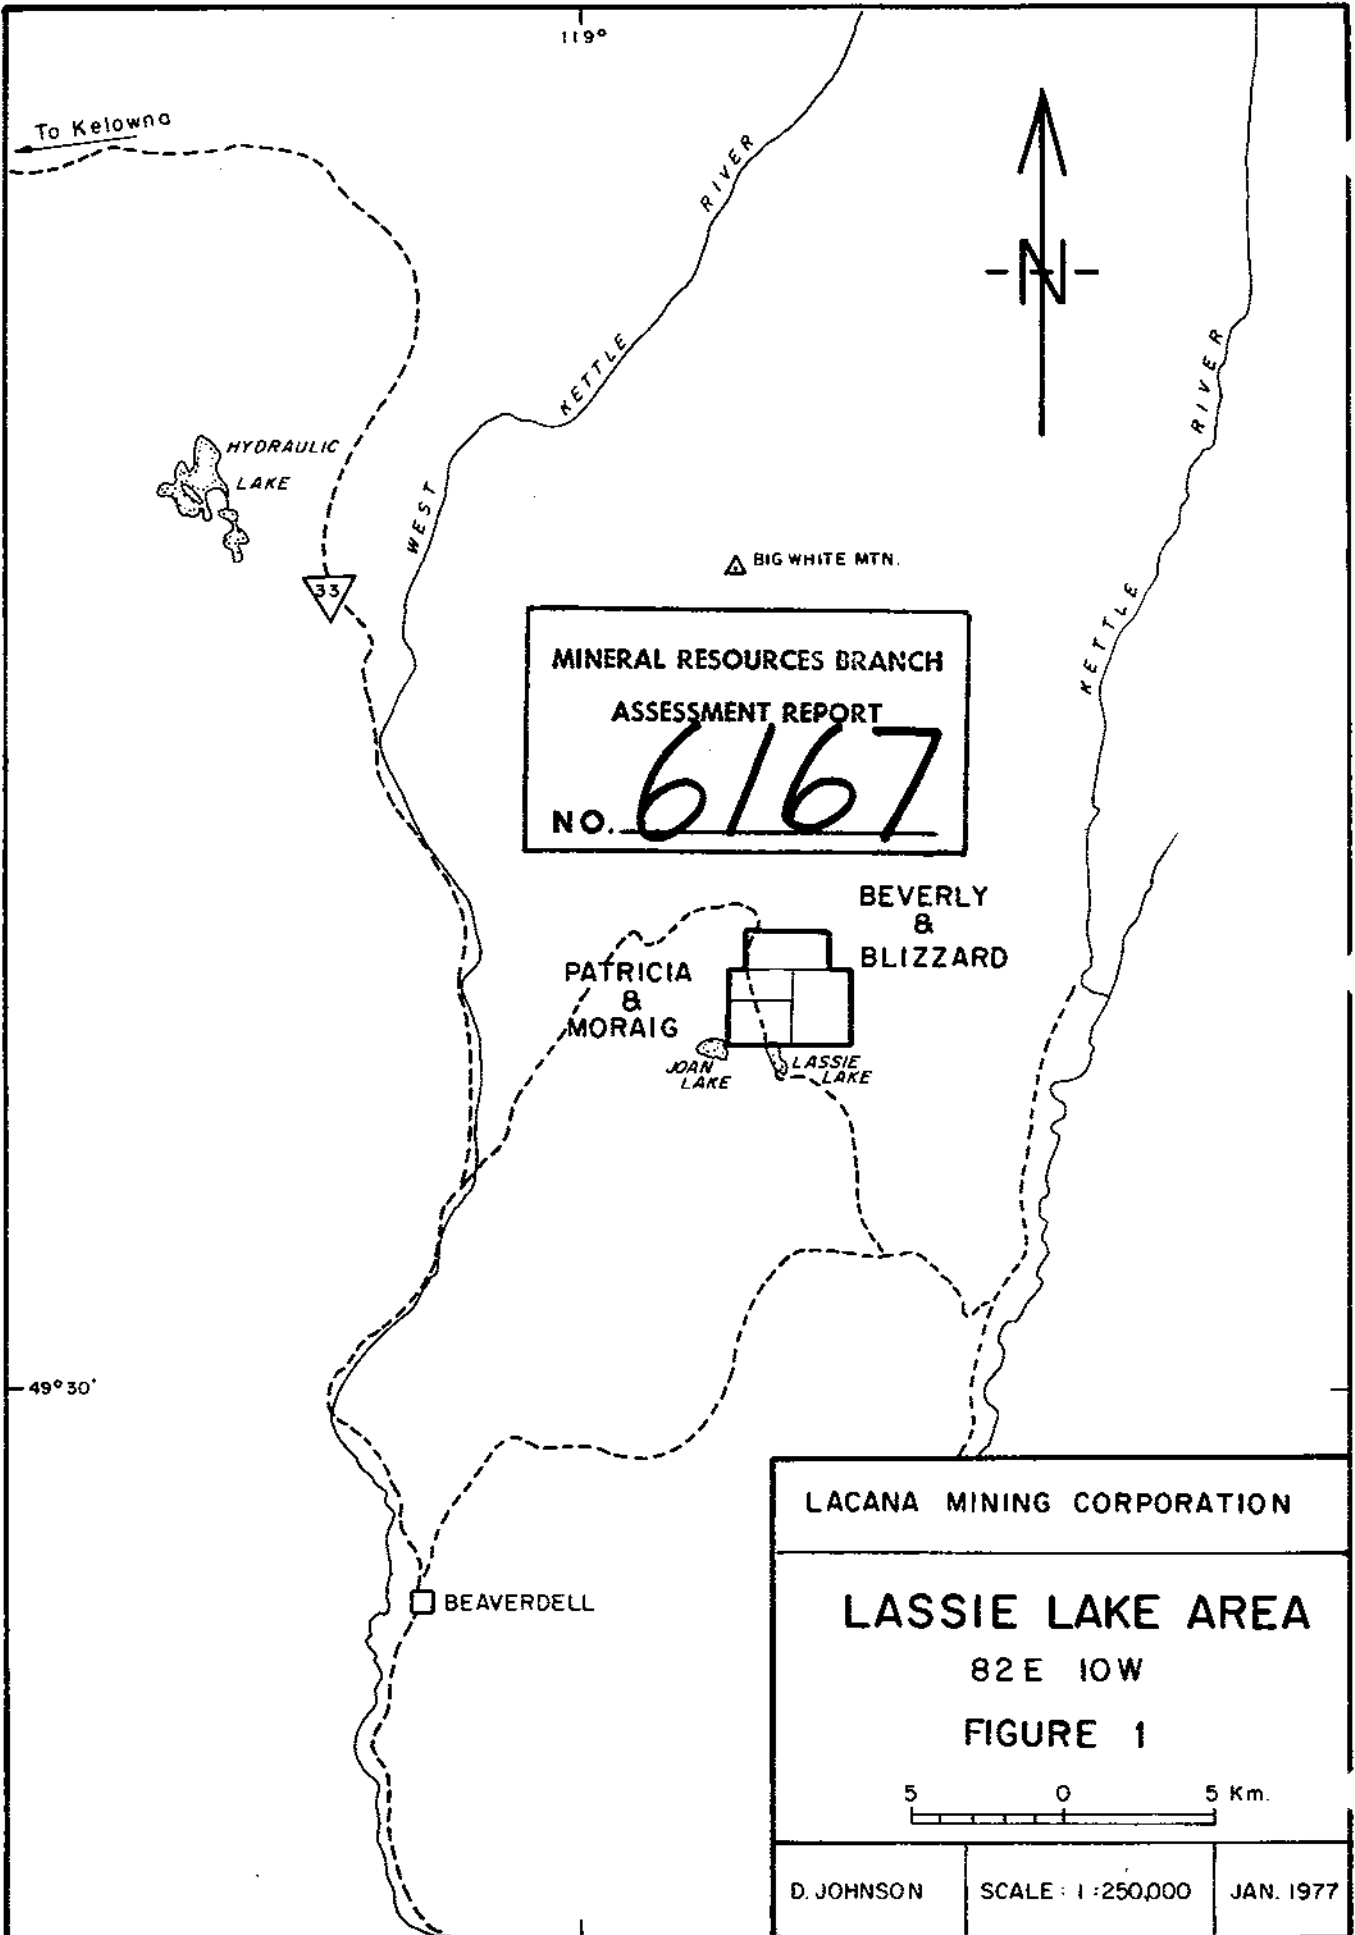 119°
To Kelowna
RIVER
KETTLE
WEST
RIVER
KETTLE
N
HYDRAULIC
LAKE
33
BIG WHITE MTN.
MINERAL RESOURCES BRANCH
ASSESSMENT REPORT
NO. 6167
BEVERLY
&
BLIZZARD
PATRICIA
&
MORAIG
JOAN
LAKE
LASSIE
LAKE
49°30'
BEAVERDELL
LACANA MINING CORPORATION
LASSIE LAKE AREA
82E 10W
FIGURE 1
5 0 5 Km.
D. JOHNSON
SCALE: 1:250,000
JAN. 1977